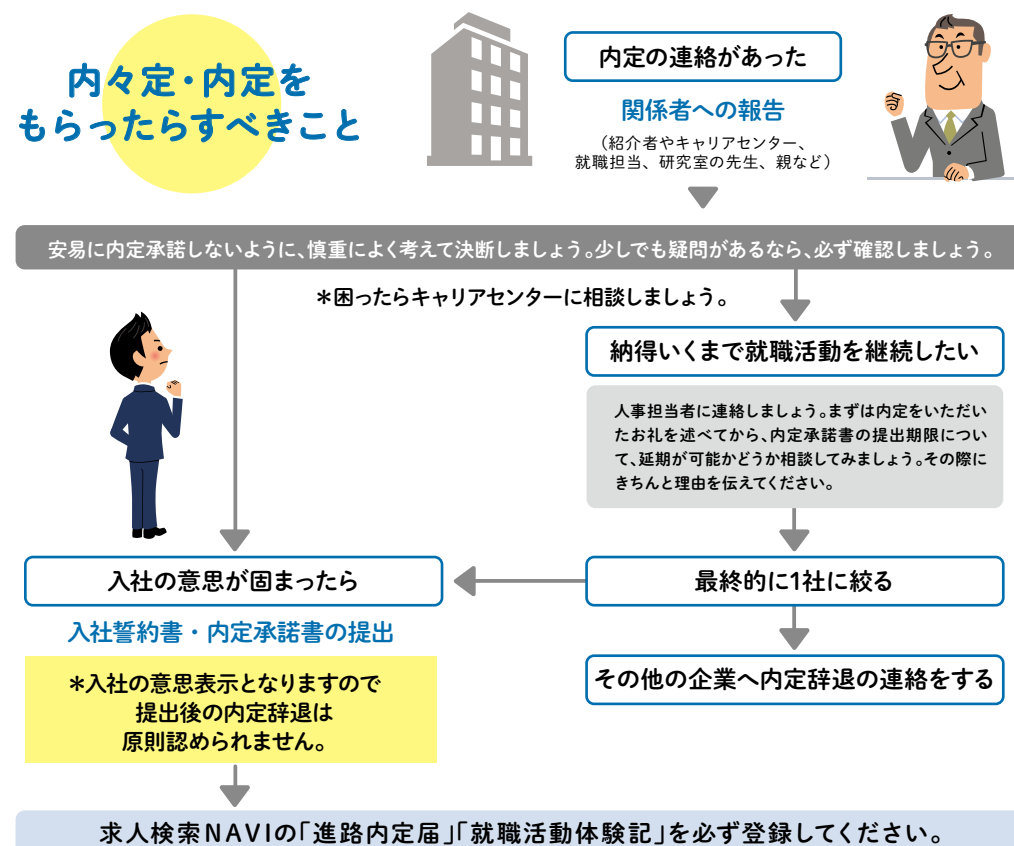 内々定・内定を
もらったらすべきこと
内定の連絡があった
関係者への報告
（紹介者やキャリアセンター、
就職担当、研究室の先生、親など）
安易に内定承諾しないように、慎重によく考えて決断しましょう。少しでも疑問があるなら、必ず確認しましょう。
＊困ったらキャリアセンターに相談しましょう。
納得いくまで就職活動を継続したい
人事担当者に連絡しましょう。まずは内定をいただい
たお礼を述べてから、内定承諾書の提出期限につい
て、延期が可能かどうか相談してみましょう。その際に
きちんと理由を伝えてください。
入社の意思が固まったら
最終的に1社に絞る
入社誓約書・内定承諾書の提出
＊入社の意思表示となりますので
提出後の内定辞退は
原則認められません。
その他の企業へ内定辞退の連絡をする
求人検索NAVIの「進路内定届」「就職活動体験記」を必ず登録してください。